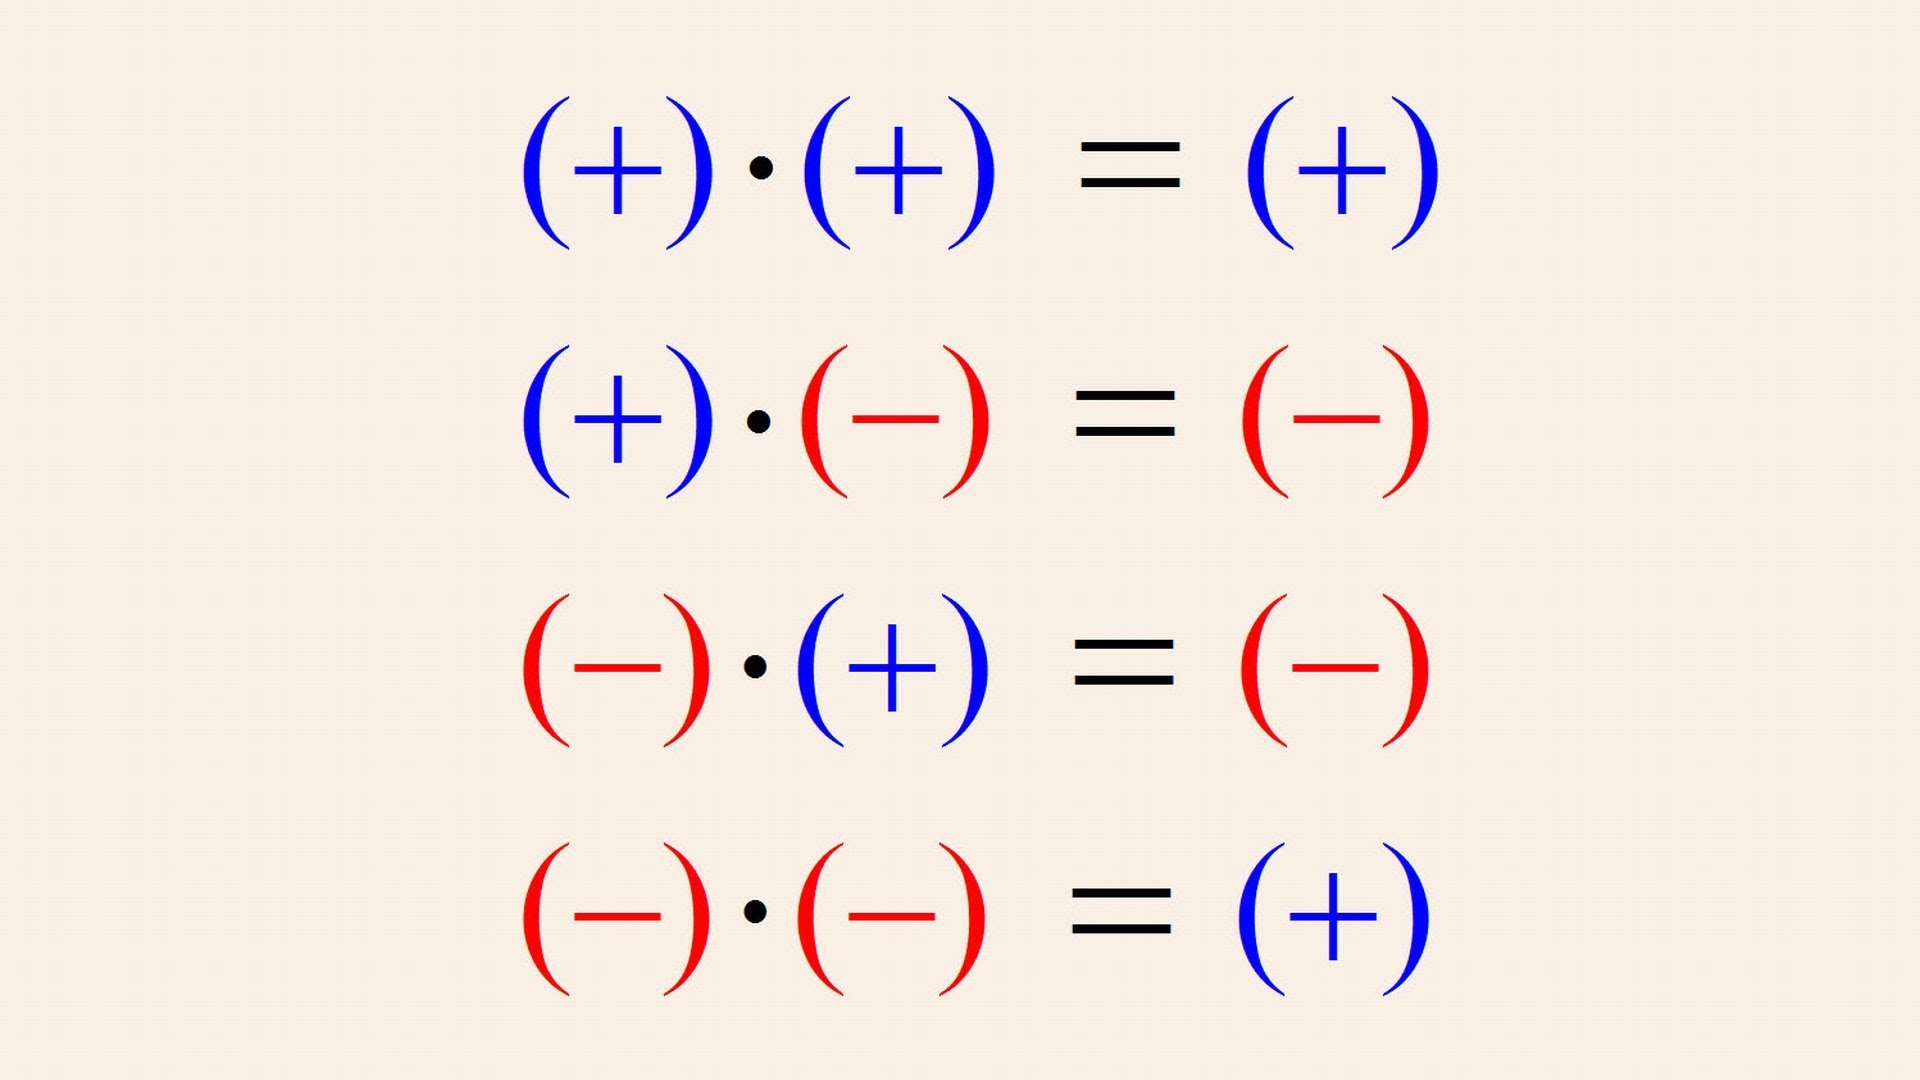 (+)·(+) = (+)
(+)·(−) = (−)
(−)·(+) = (−)
(−)·(−) = (+)